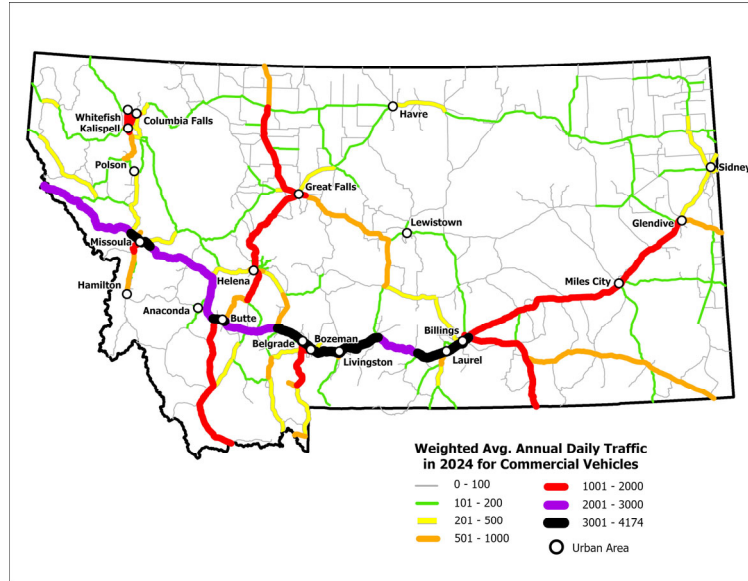 Whitefish
Columbia Falls
Kalispell
Havre
Polson
Sidney
Great Falls
Lewistown
Glendive
Missoula
Helena
Miles City
Hamilton
Anaconda
Butte
Bozeman
Billings
Belgrade
Livingston
Laurel
Weighted Avg. Annual Daily Traffic
in 2024 for Commercial Vehicles
0 - 100
1001 - 2000
101 - 200
2001 - 3000
201 - 500
3001 - 4174
501 - 1000
Urban Area